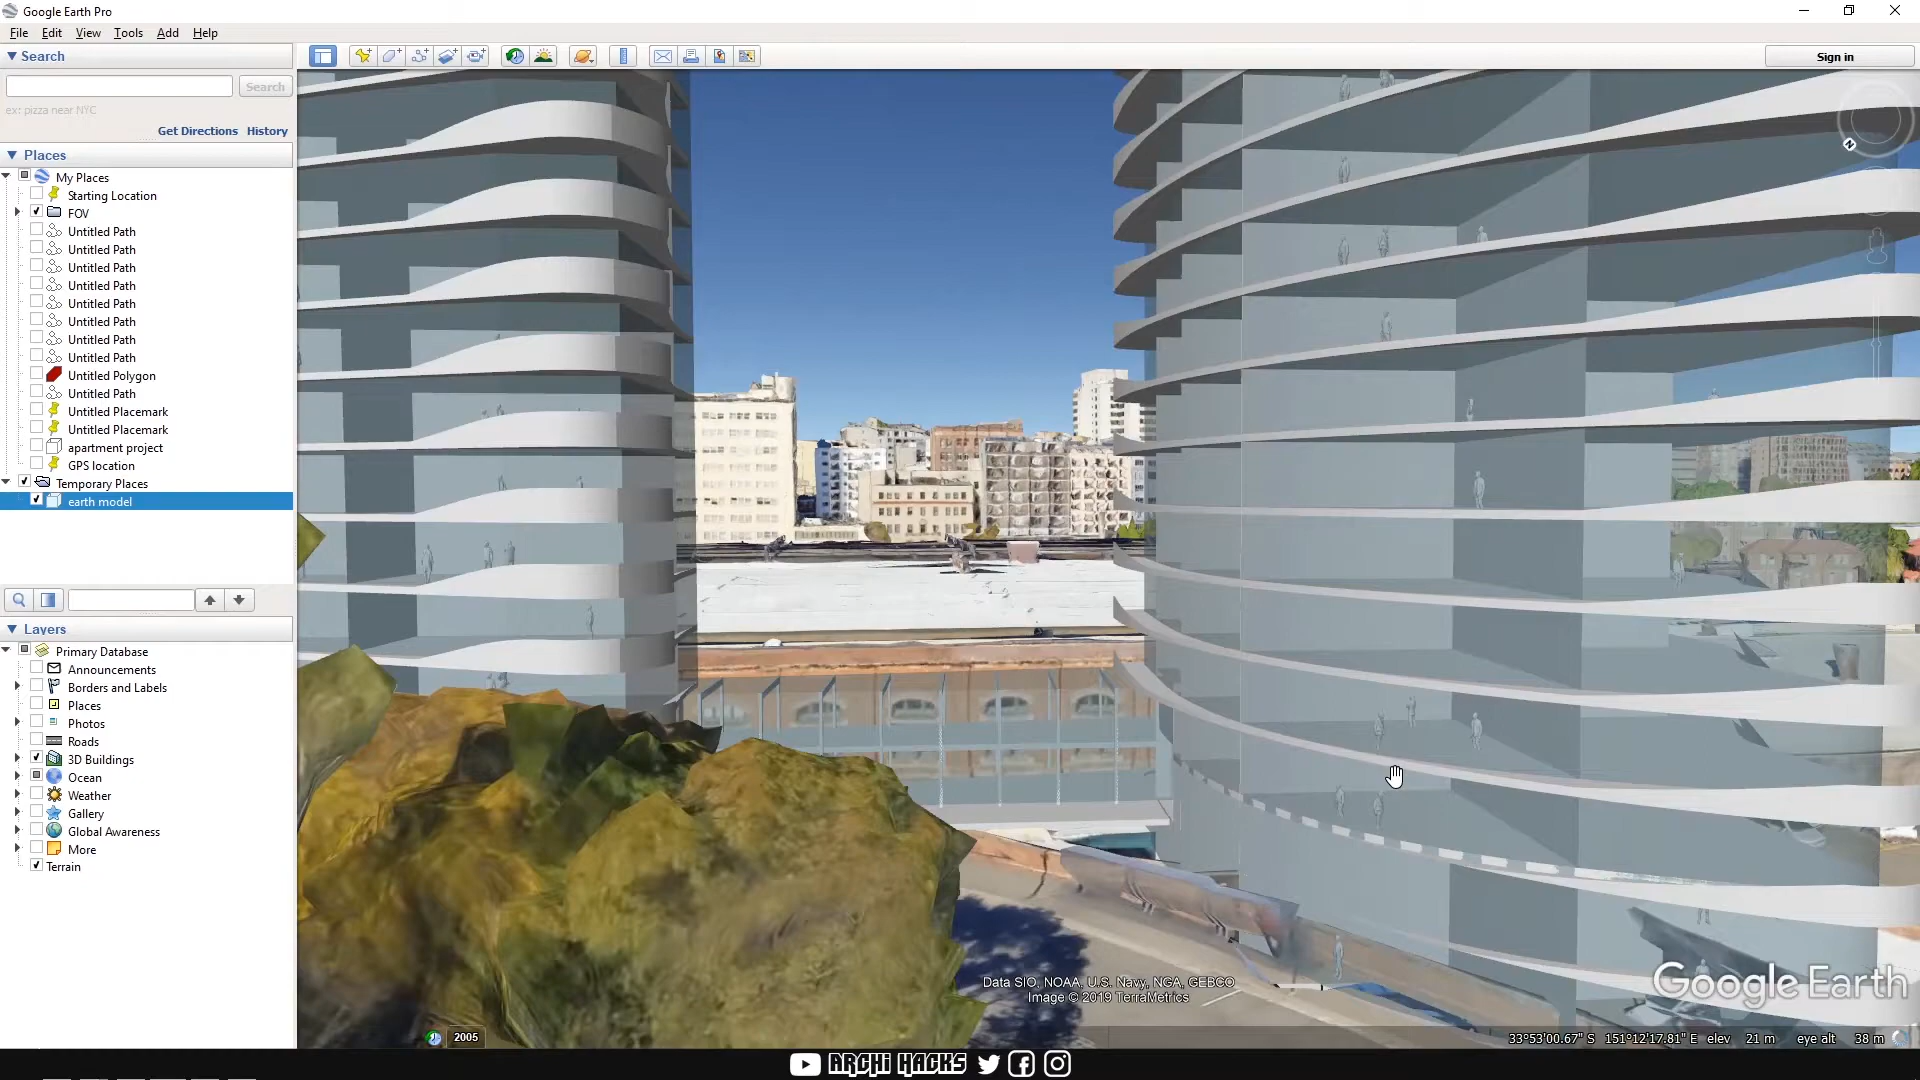 Google Earth Pro
File Edit View Tools Add Help
Search
Search
ex: pizza near NYC
Get Directions History
Places
My Places
Starting Location
FOV
Untitled Path
Untitled Path
Untitled Path
Untitled Path
Untitled Path
Untitled Path
Untitled Path
Untitled Path
Untitled Polygon
Untitled Path
Untitled Placemark
Untitled Placemark
apartment project
GPS location
Temporary Places
earth model
Layers
Primary Database
Announcements
Borders and Labels
Places
Photos
Roads
3D Buildings
Ocean
Weather
Gallery
Global Awareness
More
Terrain
Sign in
N
Data SIO, NOAA, U.S. Navy, NGA, GEBCO
Image © 2019 TerraMetrics
Google Earth
2005
33°53'00.67" S 151°12'17.81" E elev 21 m eye alt 38 m
ARCHI HACKS